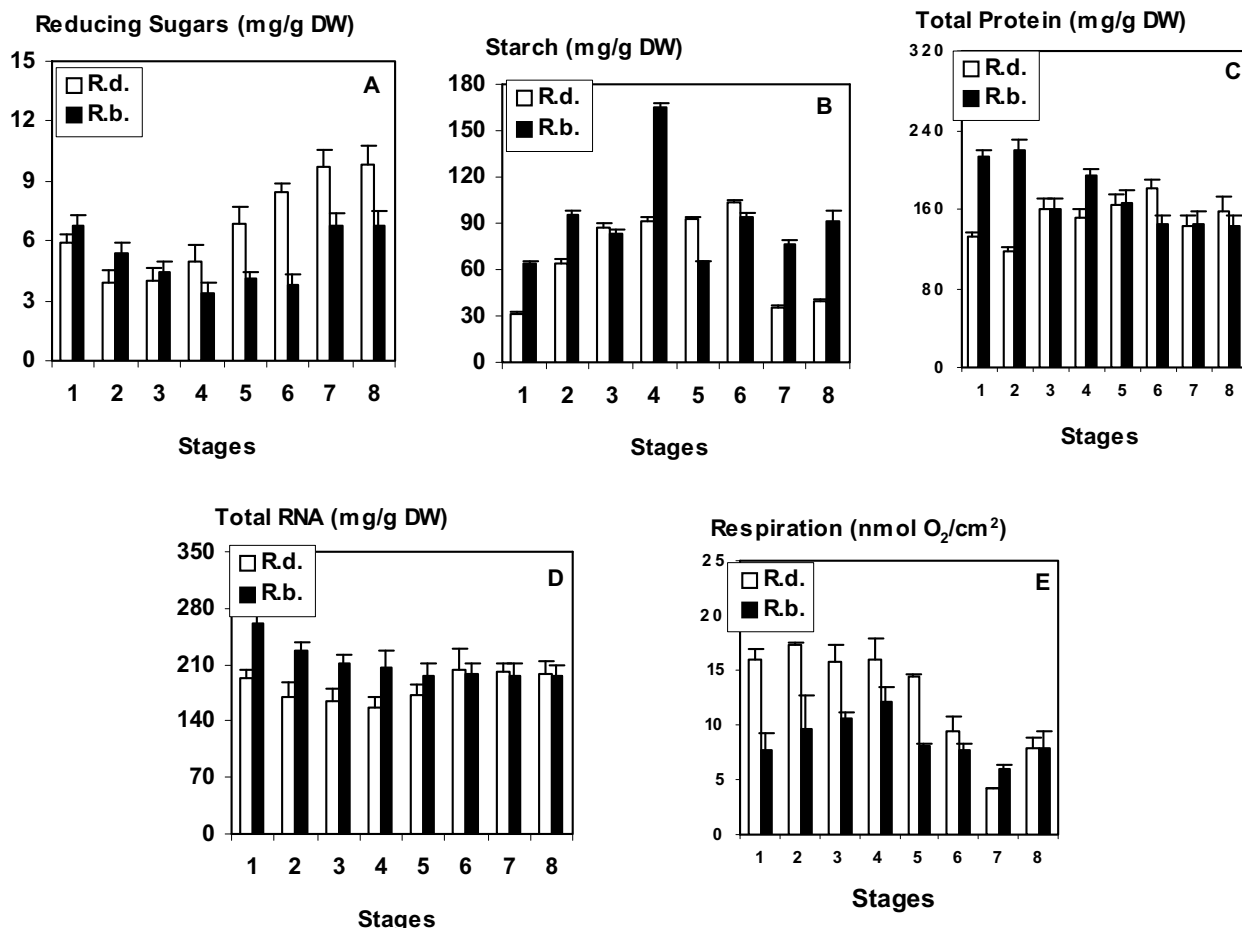 Reducing Sugars (mg/g DW)
15
12
9
6
3
0
R.d.
R.b.
A
1 2 3 4 5 6 7 8
Stages
Starch (mg/g DW)
180
150
120
90
60
30
0
R.d.
R.b.
B
1 2 3 4 5 6 7 8
Stages
Total Protein (mg/g DW)
320
240
160
80
0
R.d.
R.b.
C
1 2 3 4 5 6 7 8
Stages
Total RNA (mg/g DW)
350
280
210
140
70
0
R.d.
R.b.
D
1 2 3 4 5 6 7 8
Stages
Respiration (nmol O₂/cm²)
25
20
15
10
5
0
R.d.
R.b.
E
1 2 3 4 5 6 7 8
Stages